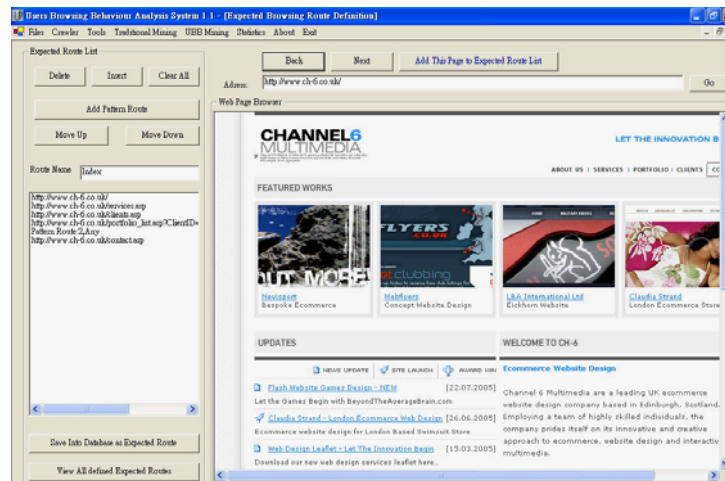 Users Browsing Behaviour Analysis System 1.1 - [Expected Browsing Route Definition]
Files Crawler Tools Traditional Mining UBB Mining Statistics About Exit
Expected Route List
Delete Insert Clear All
Add Pattern Route
Move Up Move Down
Route Name Index
http://www.ch-6.co.uk/
http://www.ch-6.co.uk/services.asp
http://www.ch-6.co.uk/clients.asp
http://www.ch-6.co.uk/portfolio_list.asp?ClientID=
Pattern Route:2,Any
http://www.ch-6.co.uk/contact.asp
Save Into Database as Expected Route
View All defined Expected Routes
Back Next Add This Page to Expected Route List
Adress: http://www.ch-6.co.uk/ Go
Web Page Browser
CHANNEL6
MULTIMEDIA
LET THE INNOVATION B
ABOUT US SERVICES PORTFOLIO CLIENTS CO
FEATURED WORKS
OUT MORE
FLYERS
.CO.UK
clubbing
Nevisport
Bespoke Ecommerce
Webflyers
Concept Website Design
LBA International Ltd
Eickhorn Website
Claudia Strand
London Ecommerce Store
UPDATES
NEWS UPDATE SITE LAUNCH AWARD WIN
Flash Website Games Design - NEW [22.07.2005]
Let the Games Begin with BeyondTheAverageBrain.com
Claudia Strand - London Ecommerce Web Design [26.06.2005]
Ecommerce website design for London Based Swimsuit Store
Web Design Leaflet - Let The Innovation Begin [15.03.2005]
Download our new web design services leaflet here..
WELCOME TO CH-6
Ecommerce Website Design
Channel 6 Multimedia are a leading UK ecommerce
website design company based in Edinburgh, Scotland.
Employing a team of highly skilled individuals, the
company prides itself on its innovative and creative
approach to ecommerce, website design and interactiv
multimedia.